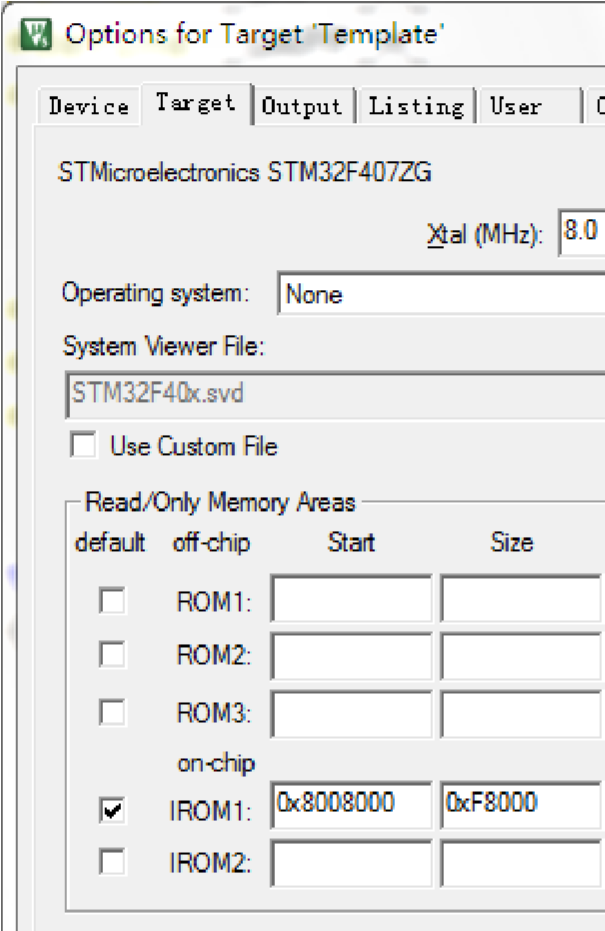 Options for Target 'Template'
Device Target Output Listing User
STMicroelectronics STM32F407ZG
Xtal (MHz): 8.0
Operating system: None
System Viewer File:
STM32F40x.svd
Use Custom File
Read/Only Memory Areas
default off-chip Start Size
ROM1:
ROM2:
ROM3:
on-chip
IROM1: 0x8008000 0xF8000
IROM2: